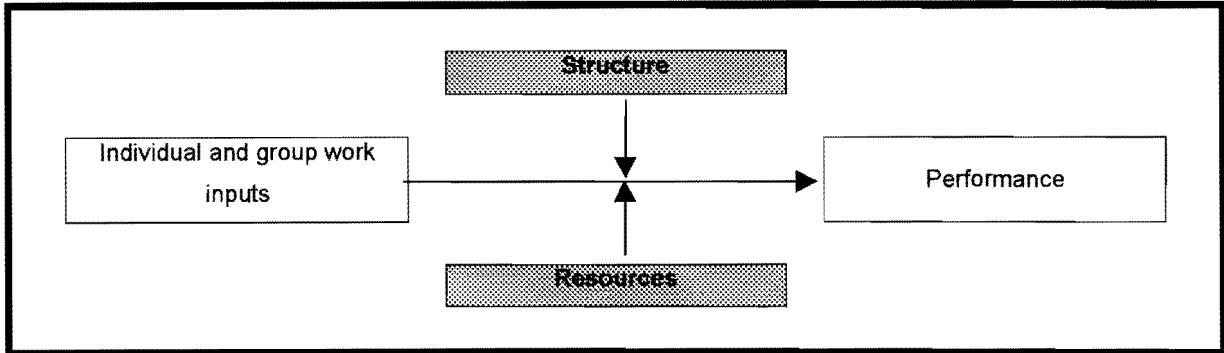 Structure
Individual and group work
inputs
Performance
Resources